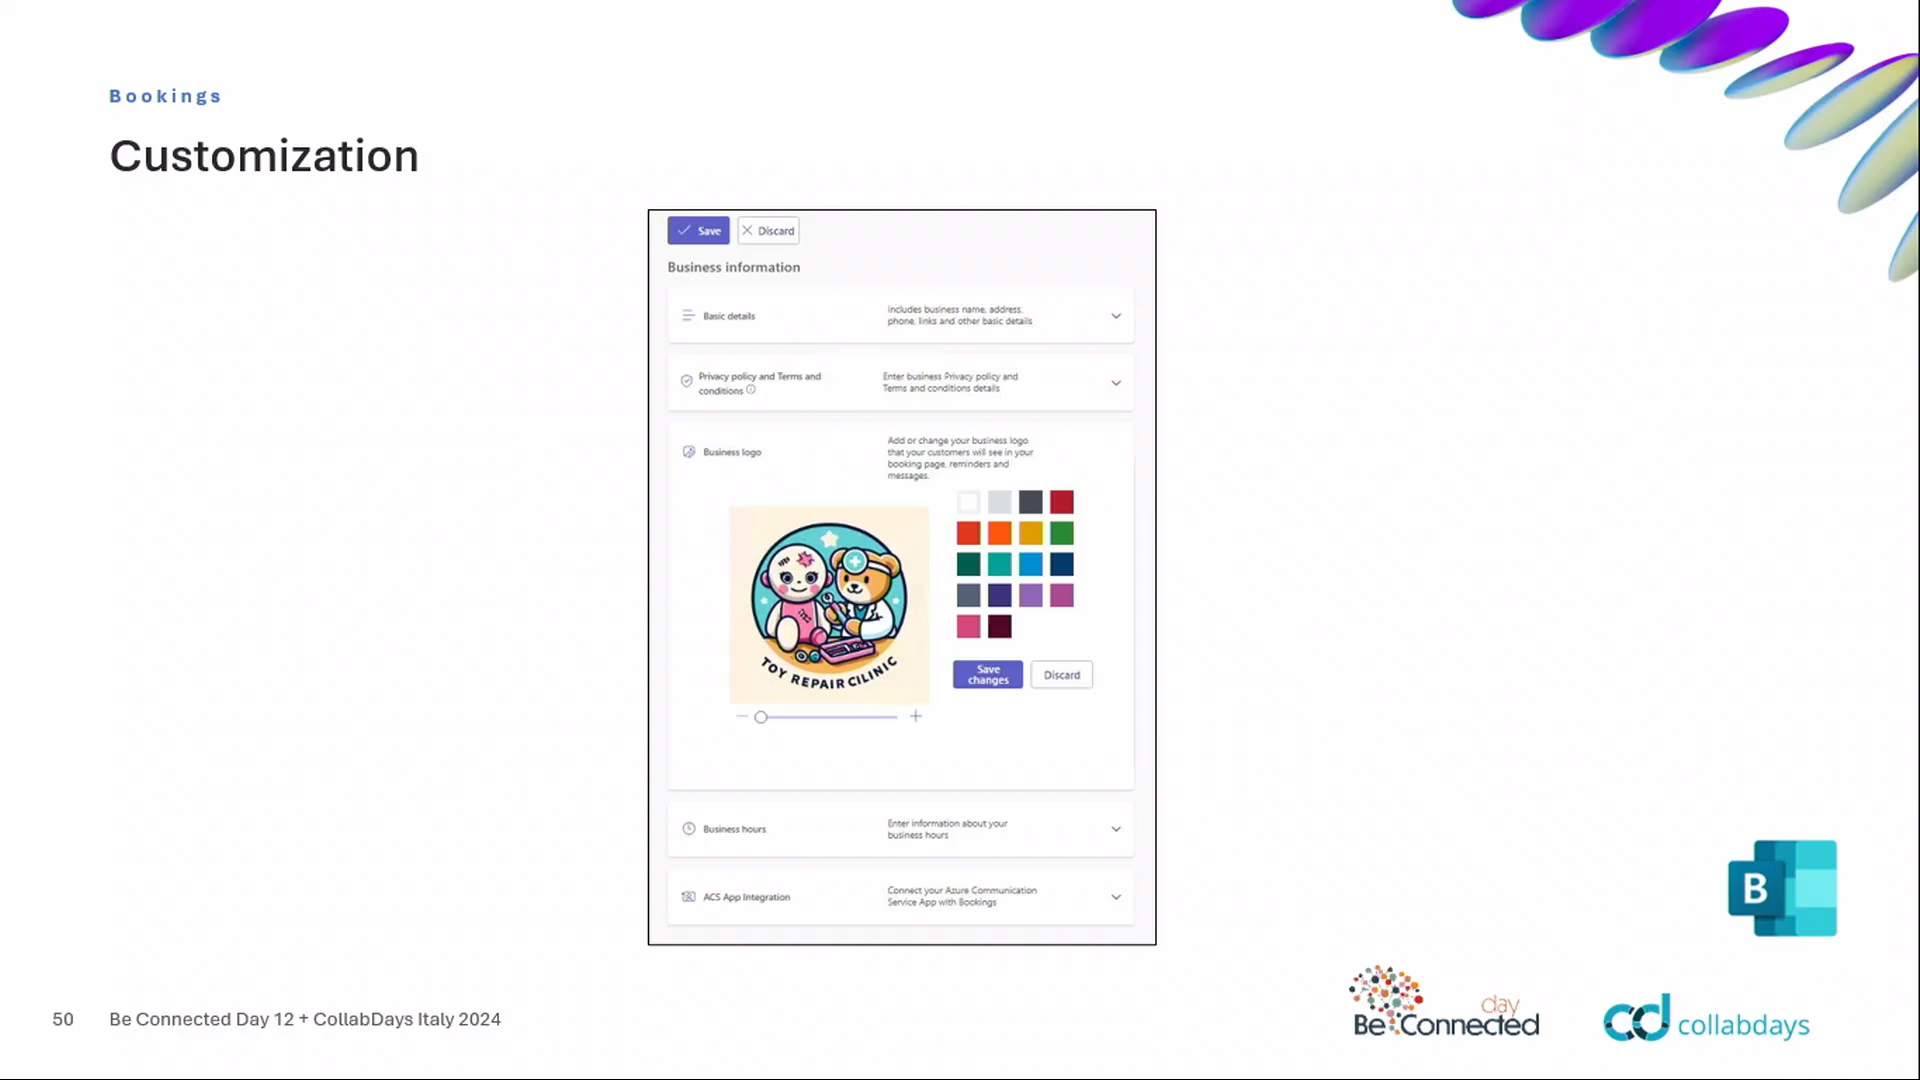 Bookings
Customization
Save
Discard
Business information
Basic details
Includes business name, address,
phone, links and other basic details
Privacy policy and Terms and
conditions
Enter business Privacy policy and
Terms and conditions details
Business logo
Add or change your business logo
that your customers will see in your
booking page, reminders and
messages.
TOY REPAIR CILINIC
Save
changes
Discard
Business hours
Enter information about your
business hours
ACS App Integration
Connect your Azure Communication
Service App with Bookings
B
50
Be Connected Day 12 + CollabDays Italy 2024
day
Be Connected
cd collabdays